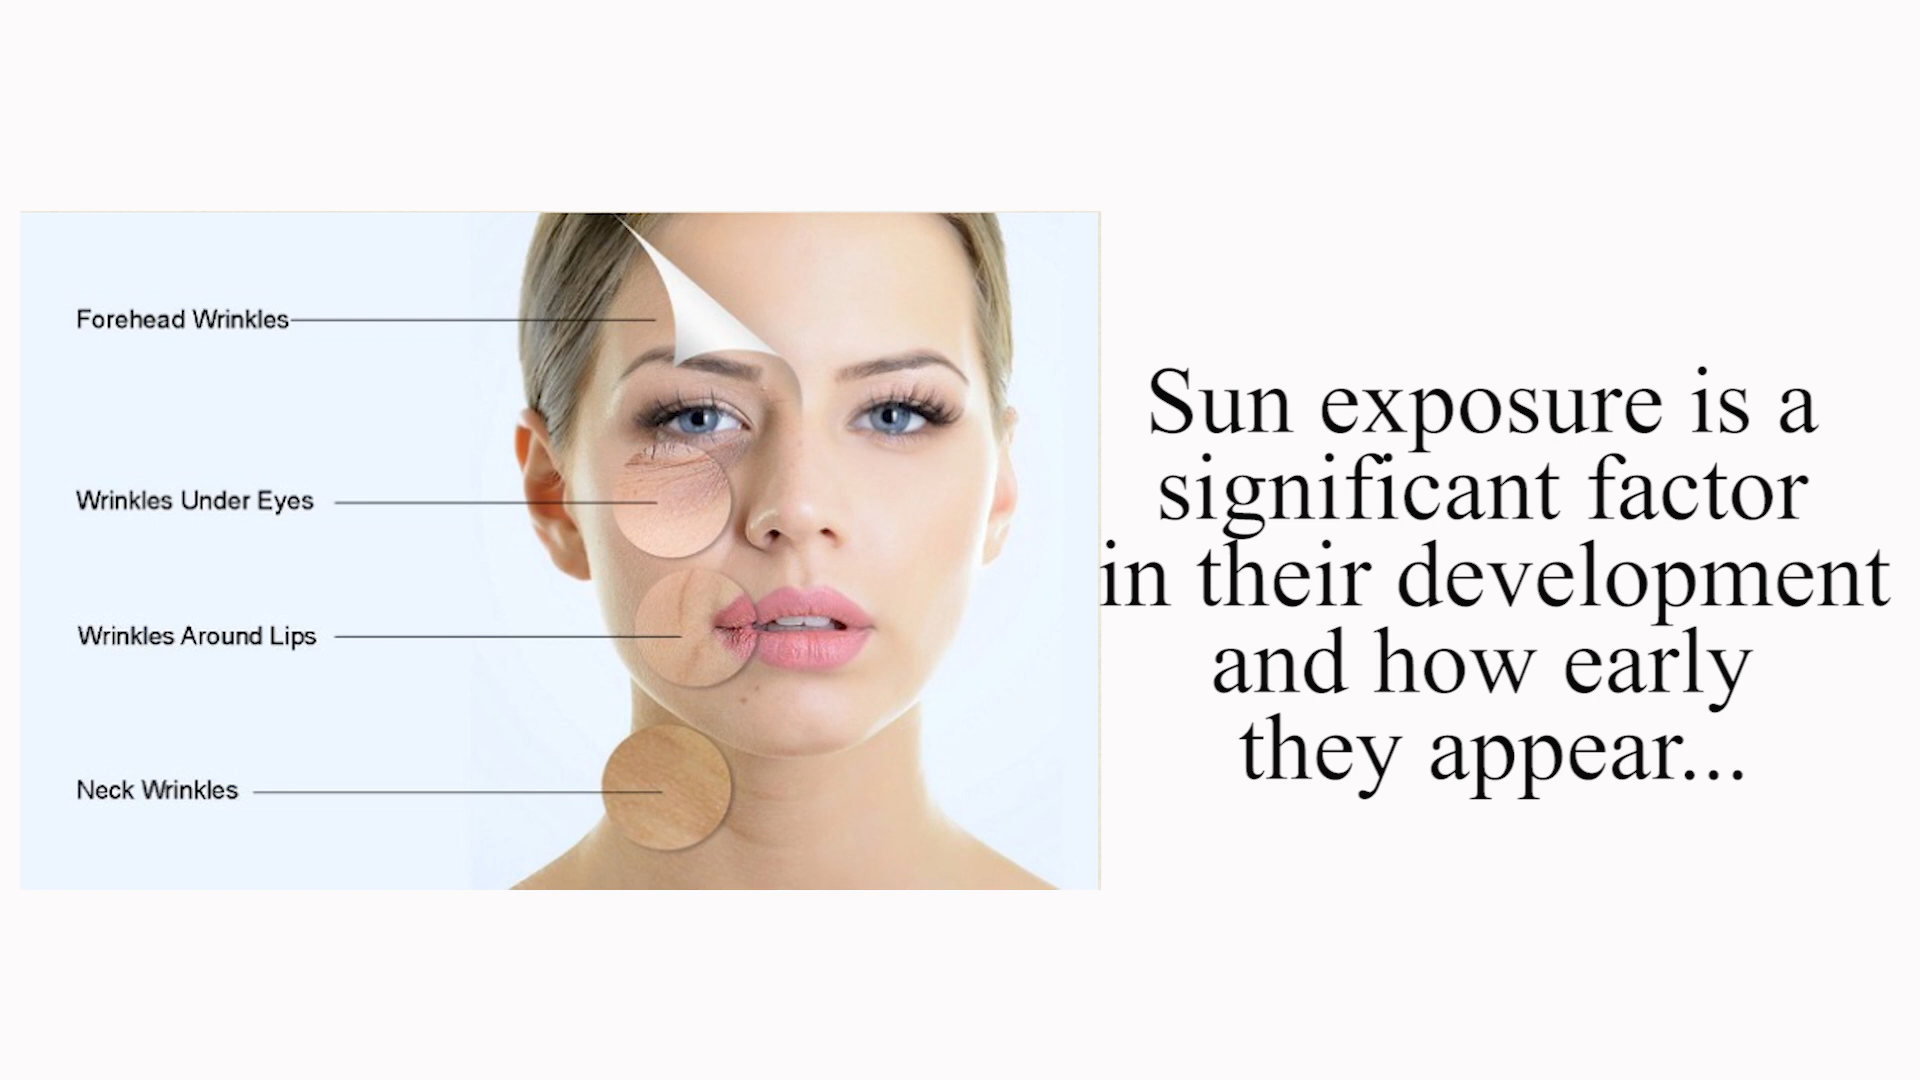 Forehead Wrinkles
Wrinkles Under Eyes
Wrinkles Around Lips
Neck Wrinkles
Sun exposure is a
significant factor
in their development
and how early
they appear...